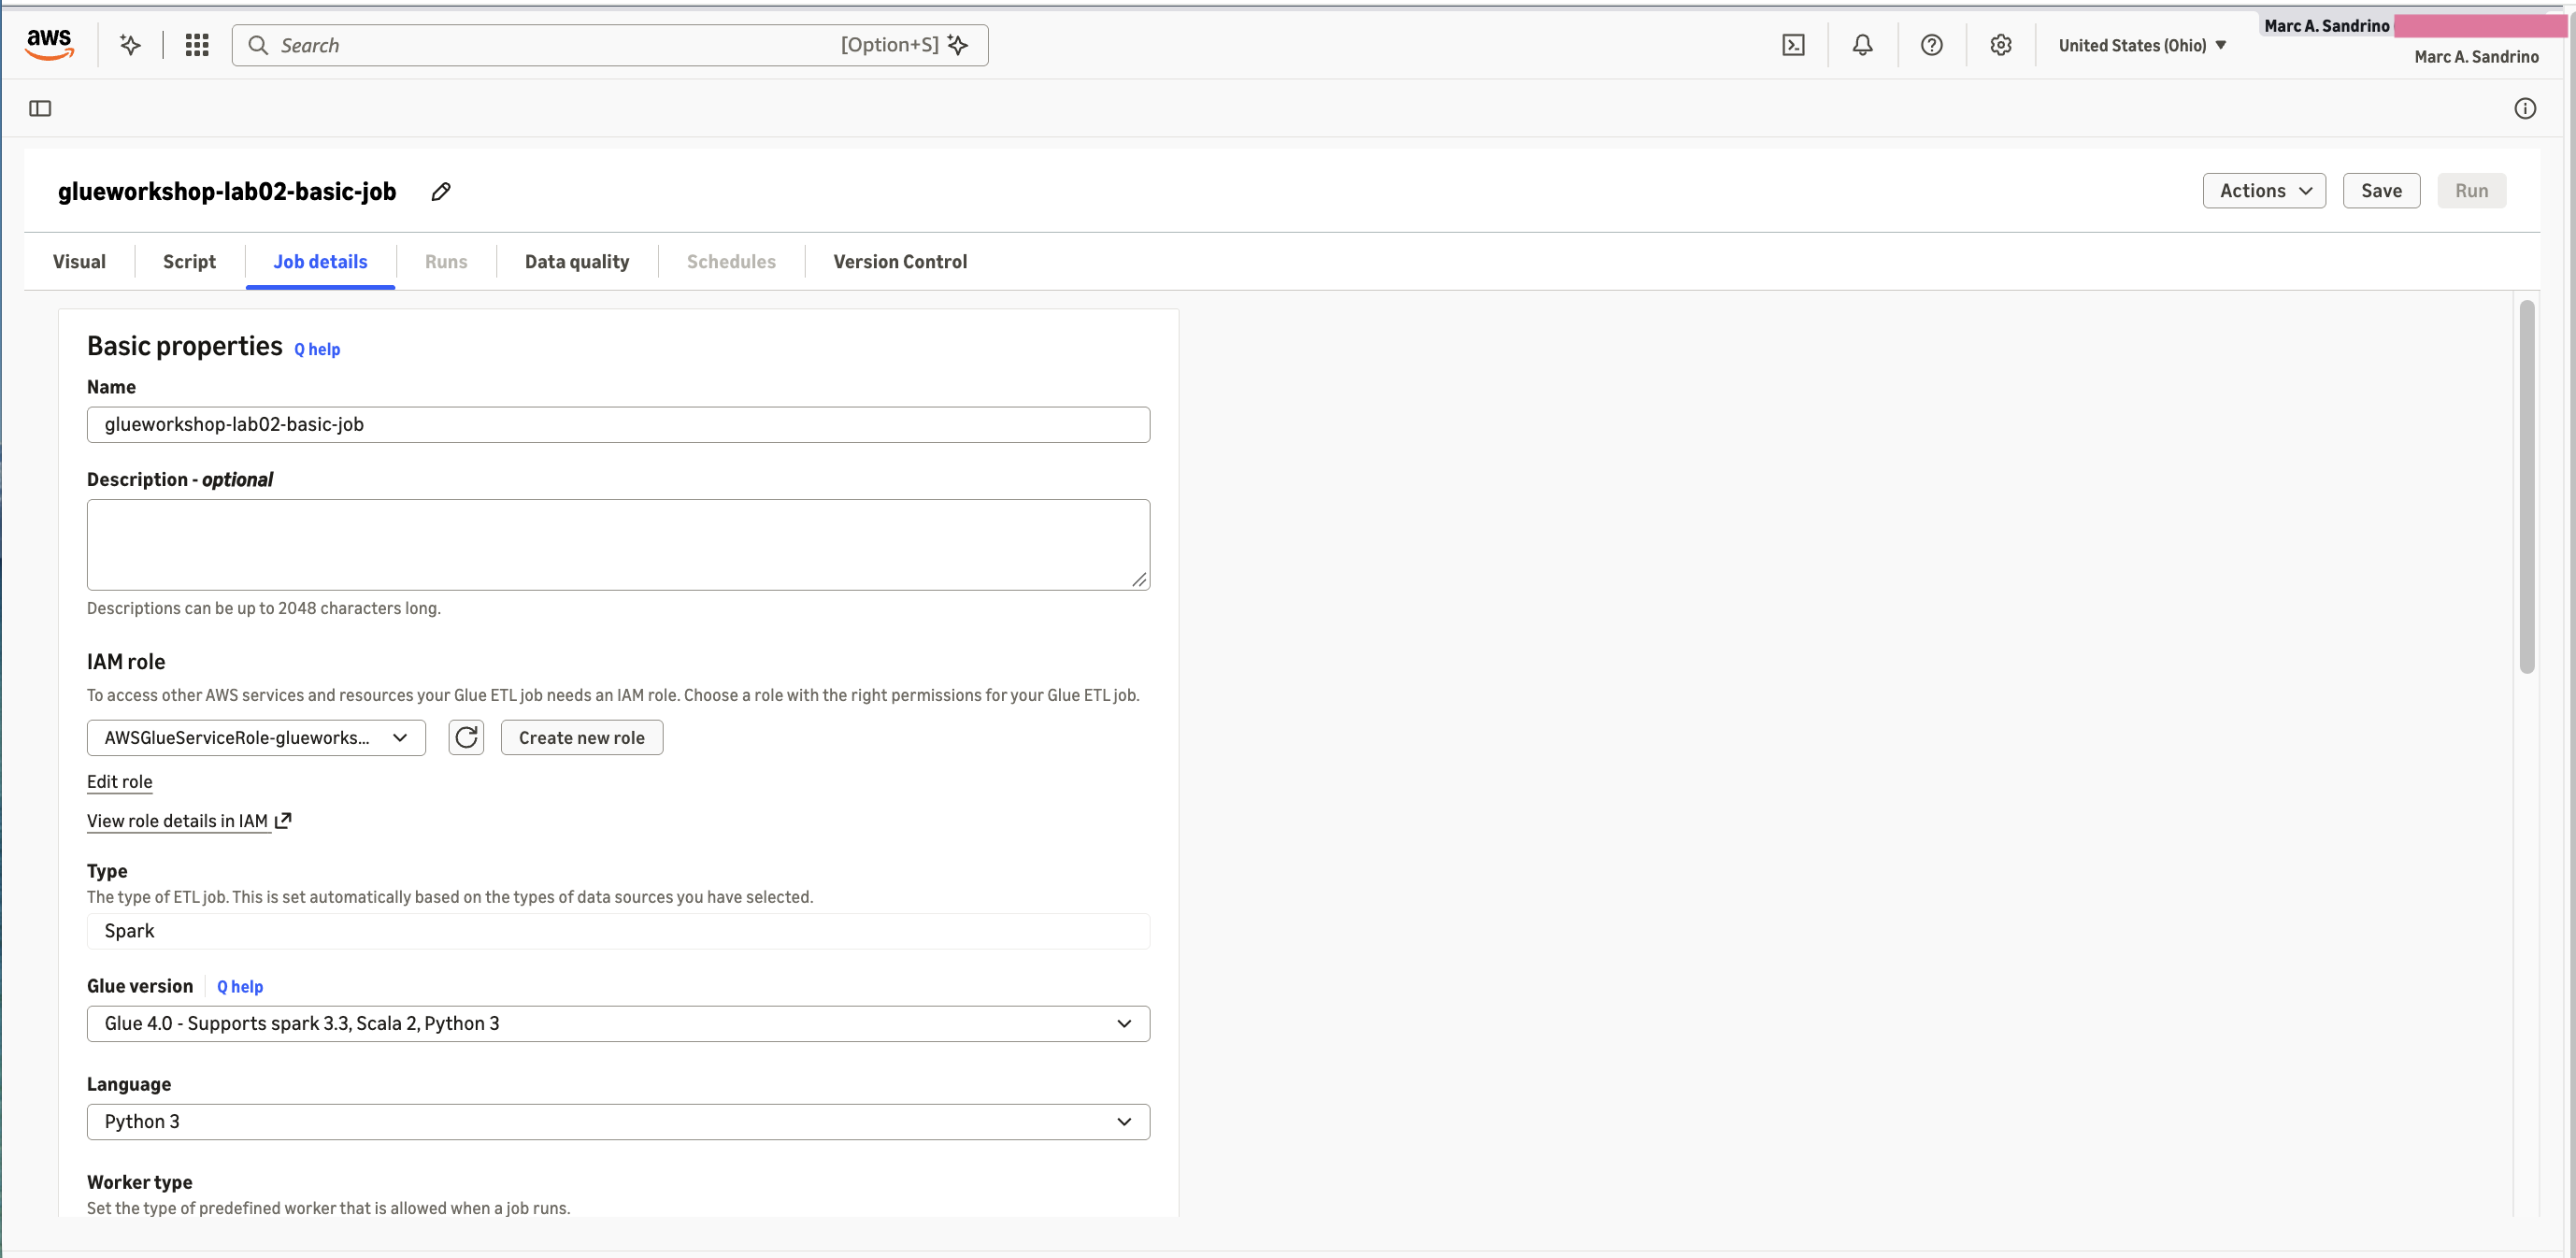 aws
Search [Option+S]
United States (Ohio)
Marc A. Sandrino
Marc A. Sandrino
glueworkshop-lab02-basic-job
Actions Save Run
Visual Script Job details Runs Data quality Schedules Version Control
Basic properties Q help
Name
glueworkshop-lab02-basic-job
Description - optional
Descriptions can be up to 2048 characters long.
IAM role
To access other AWS services and resources your Glue ETL job needs an IAM role. Choose a role with the right permissions for your Glue ETL job.
AWSGlueServiceRole-glueworks... Create new role
Edit role
View role details in IAM
Type
The type of ETL job. This is set automatically based on the types of data sources you have selected.
Spark
Glue version Q help
Glue 4.0 - Supports spark 3.3, Scala 2, Python 3
Language
Python 3
Worker type
Set the type of predefined worker that is allowed when a job runs.